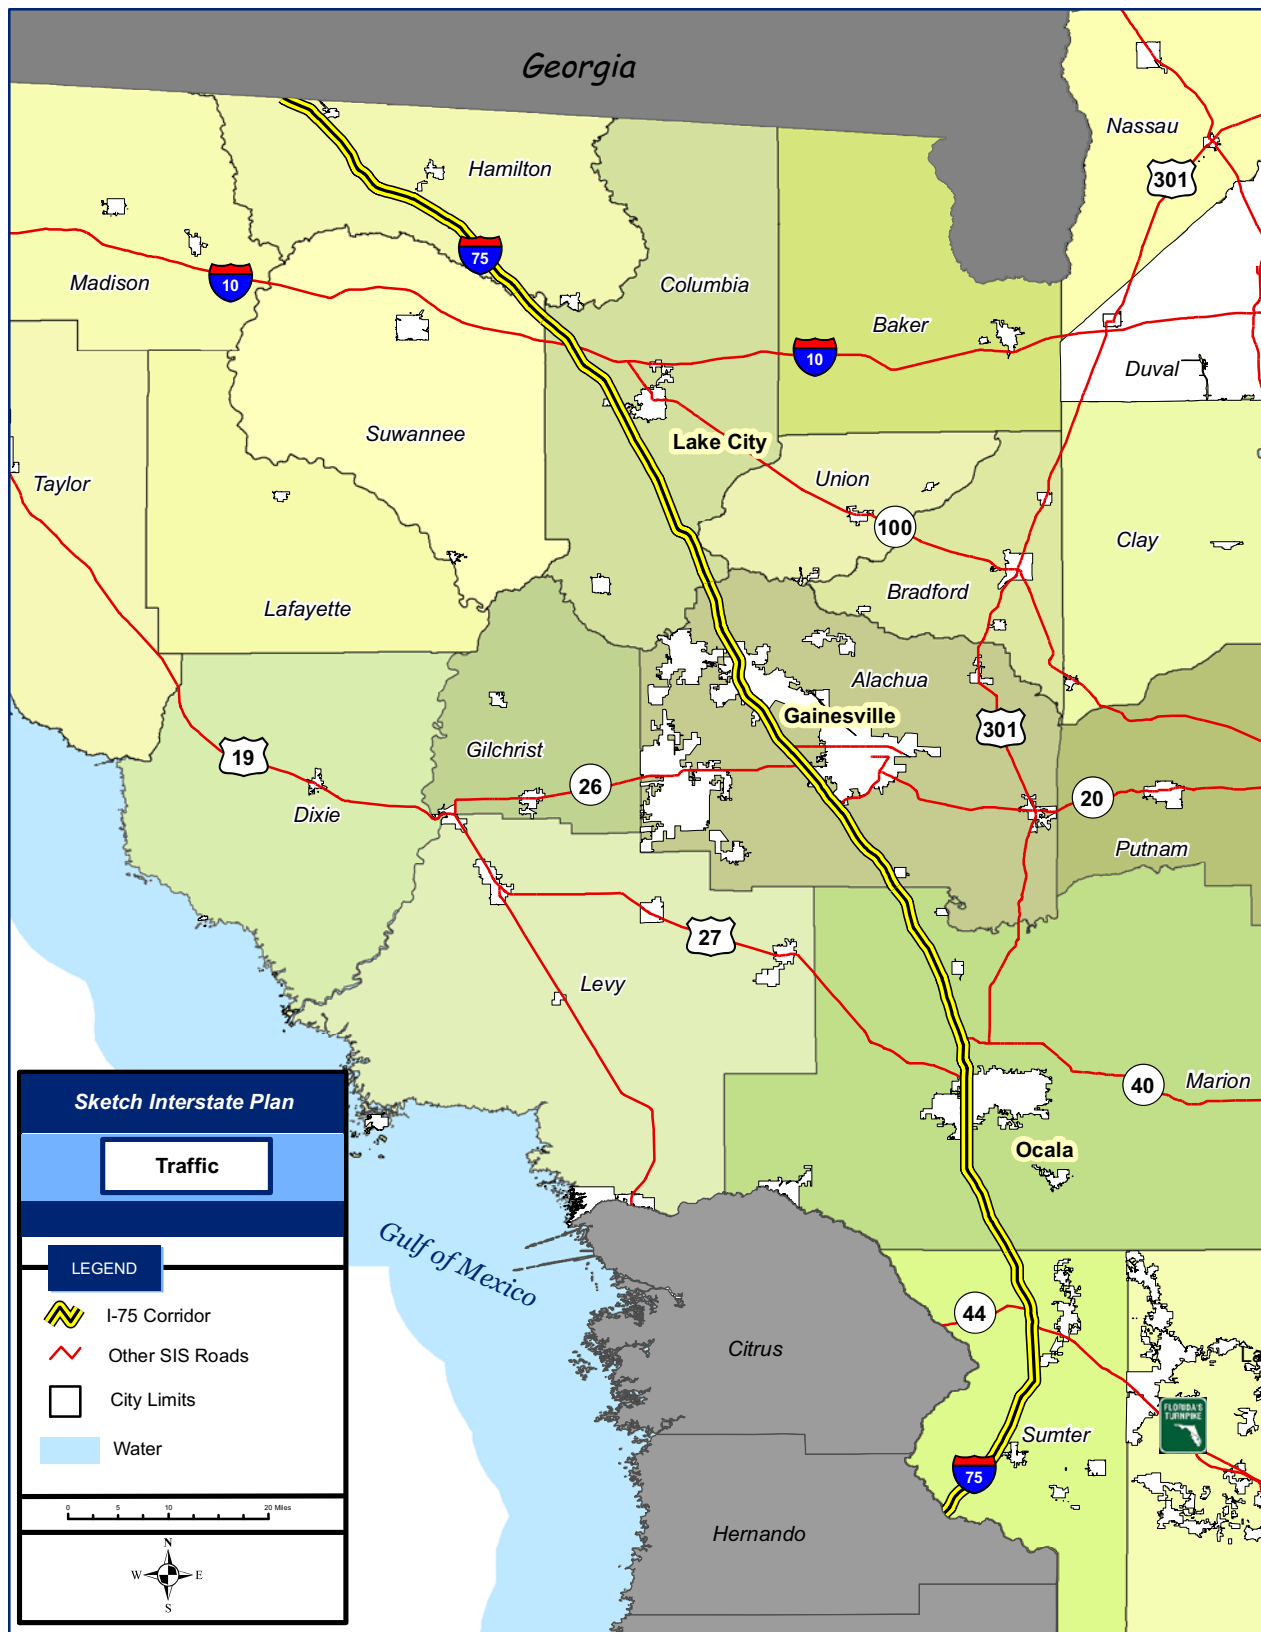 Georgia
Nassau
301
Hamilton
75
Columbia
Madison
10
Baker
10
Duval
Suwannee
Lake City
Union
Taylor
100
Clay
Bradford
Lafayette
Alachua
Gainesville
301
Gilchrist
19
26
20
Dixie
Putnam
27
Levy
40
Marion
Ocala
Gulf of Mexico
44
Citrus
La
FLORIDA'S
TURNPIKE
Sumter
75
Hernando
Sketch Interstate Plan
Traffic
LEGEND
I-75 Corridor
Other SIS Roads
City Limits
Water
0 5 10 20 Miles
N
W E
S